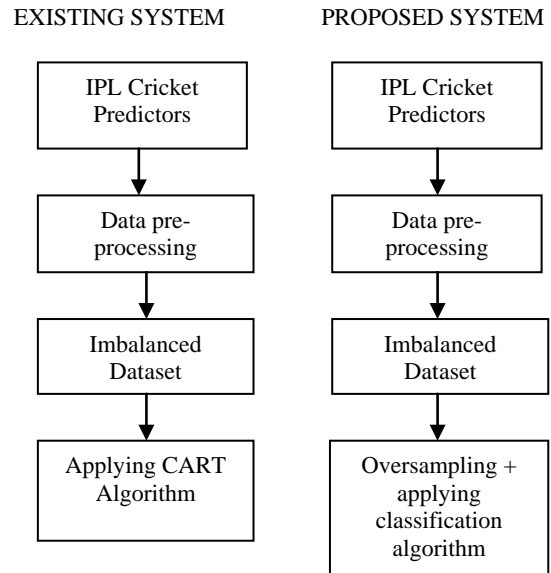 EXISTING SYSTEM
IPL Cricket
Predictors
Data pre-
processing
Imbalanced
Dataset
Applying CART
Algorithm
PROPOSED SYSTEM
IPL Cricket
Predictors
Data pre-
processing
Imbalanced
Dataset
Oversampling +
applying
classification
algorithm